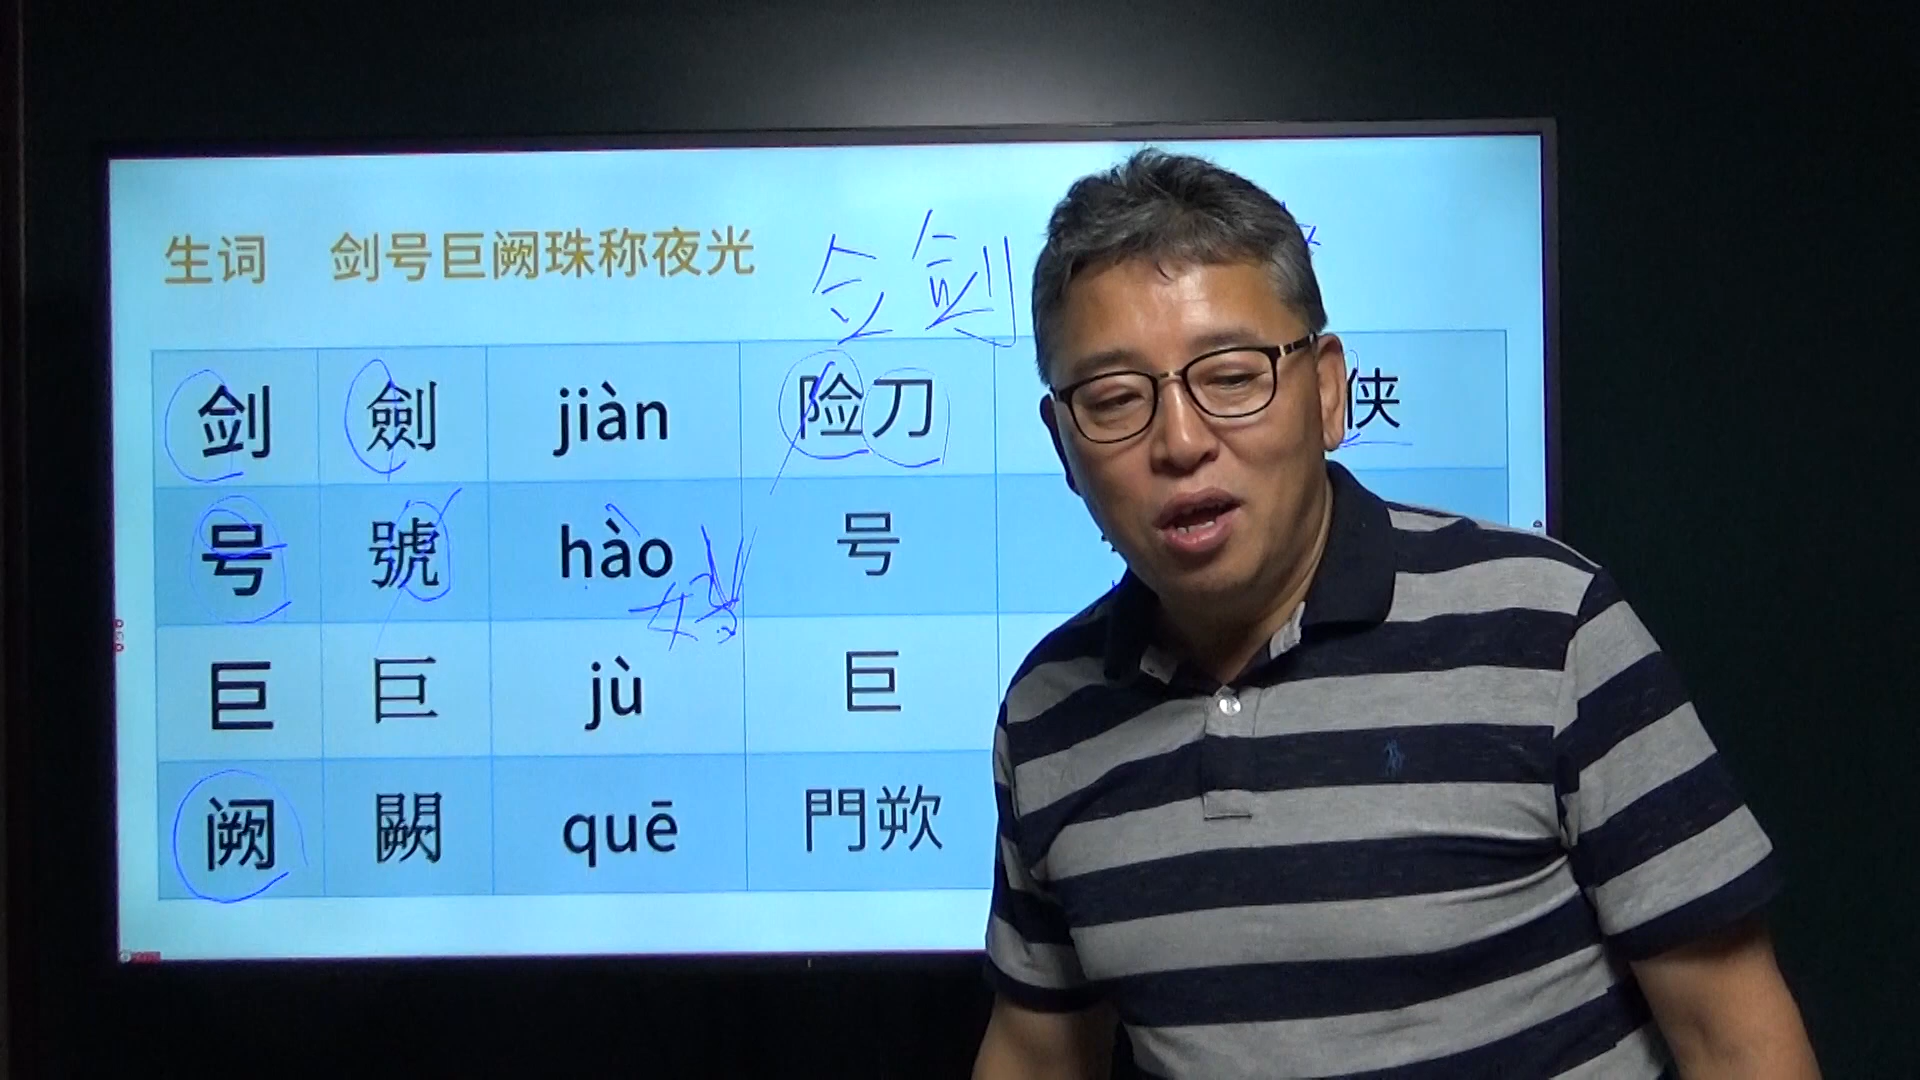 生词 剑号巨阙珠称夜光
佥 剑
剑 劍 jiàn 险刀 侠
号 號 hào 号
巨 巨 jù 巨
阙 闕 quē 門欮